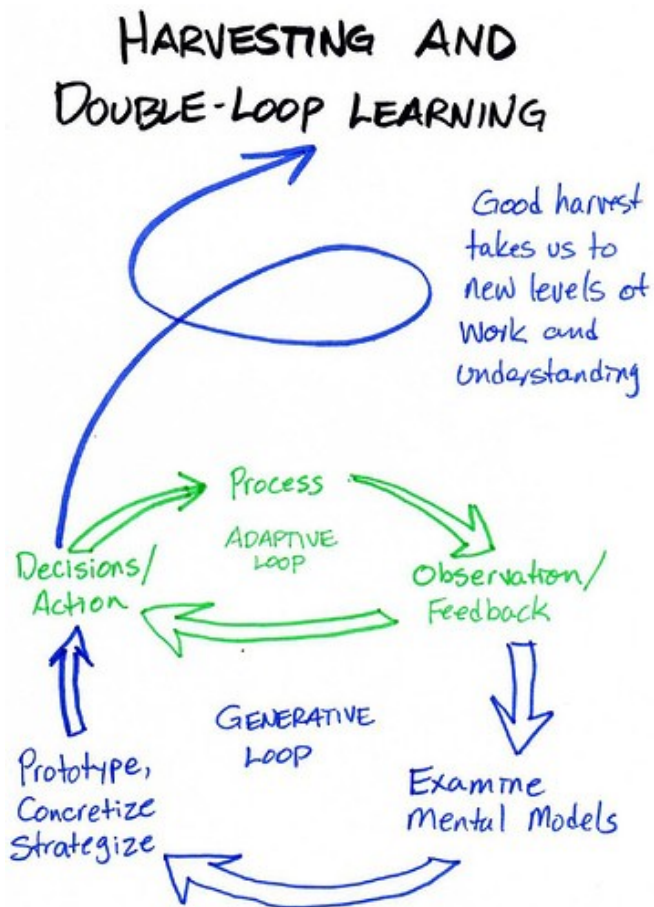 HARVESTING AND
DOUBLE-LOOP LEARNING
Good harvest
takes us to
new levels of
Work and
understanding
Process
ADAPTIVE
LOOP
Decisions/
Action
Observation/
Feedback
GENERATIVE
LOOP
Prototype,
Concretize
Strategize
Examine
Mental Models